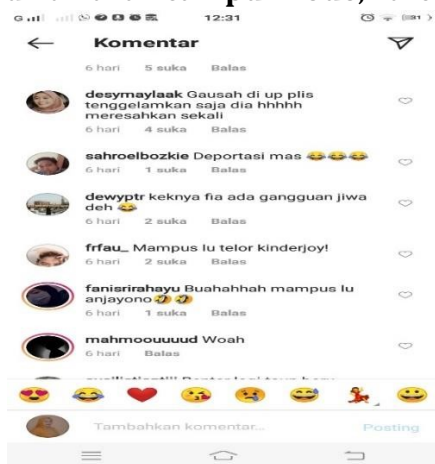 12:31
Komentar
6 hari 5 suka Balas
desymaylaak Gausah di up plis
tenggelamkan saja dia hhhhh
meresahkan sekali
6 hari 4 suka Balas
sahroelbozkie Deportasi mas 😂😂😂
6 hari 1 suka Balas
dewyptr keknya fia ada gangguan jiwa
deh 😂
6 hari 2 suka Balas
frfau_ Mampus lu telor kinderjoy!
6 hari 2 suka Balas
fanisrirahayu Buahahhah mampus lu
anjayono🤣🤣
6 hari 1 suka Balas
mahmoouuuud Woah
6 hari Balas
Tambahkan komentar... Posting